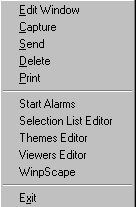 Edit Window
Capture
Send
Delete
Print
Start Alarms
Selection List Editor
Themes Editor
Viewers Editor
WinpScape
Exit